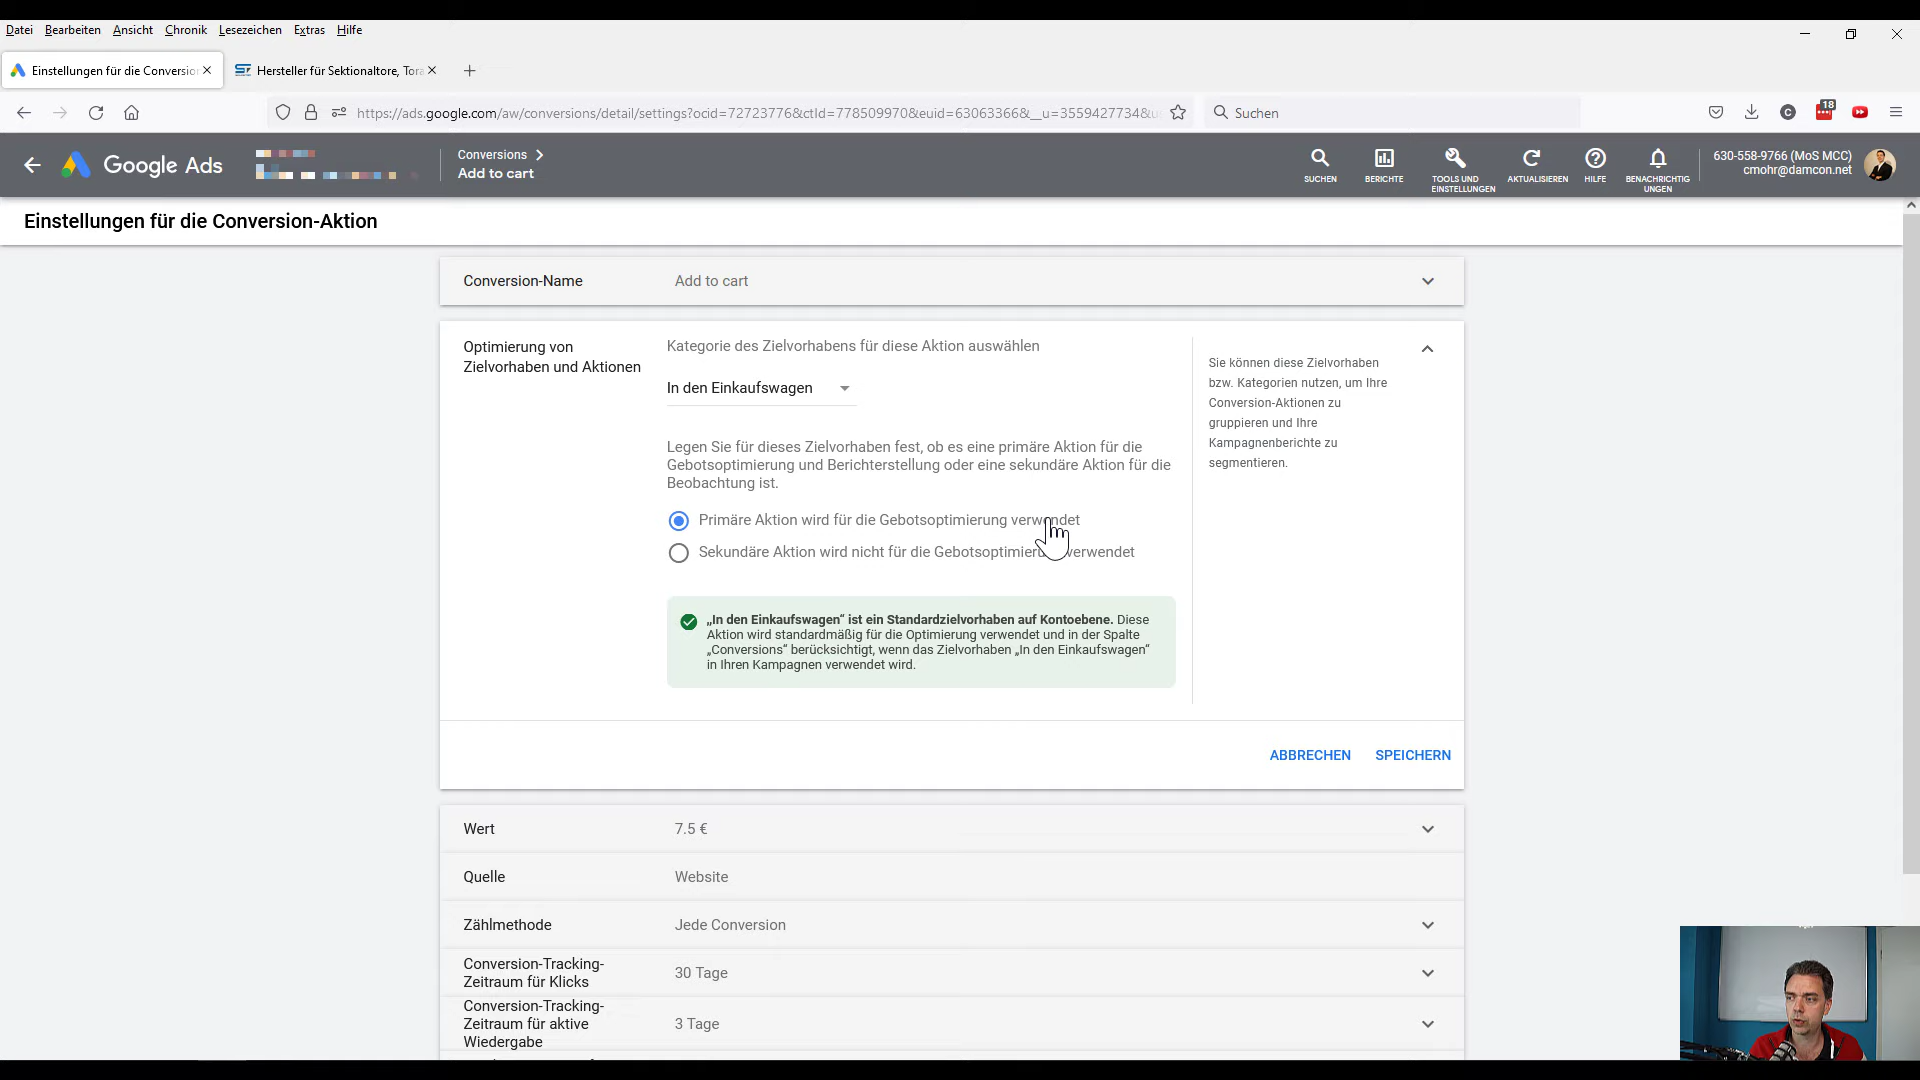 Datei Bearbeiten Ansicht Chronik Lesezeichen Extras Hilfe
Einstellungen für die Conversion
Hersteller für Sektionaltore, Tora
https://ads.google.com/aw/conversions/detail/settings?ocid=72723776&ctId=778509970&euid=63063366&__u=3559427734&u
Suchen
18
Google Ads
Conversions
Add to cart
SUCHEN
BERICHTE
TOOLS UND
EINSTELLUNGEN
AKTUALISIEREN
HILFE
BENACHRICHTIG
UNGEN
630-558-9766 (MoS MCC)
cmohr@damcon.net
Einstellungen für die Conversion-Aktion
Conversion-Name
Add to cart
Optimierung von
Zielvorhaben und Aktionen
Kategorie des Zielvorhabens für diese Aktion auswählen
In den Einkaufswagen
Legen Sie für dieses Zielvorhaben fest, ob es eine primäre Aktion für die
Gebotsoptimierung und Berichterstellung oder eine sekundäre Aktion für die
Beobachtung ist.
Primäre Aktion wird für die Gebotsoptimierung verwendet
Sekundäre Aktion wird nicht für die Gebotsoptimierung verwendet
„In den Einkaufswagen“ ist ein Standardzielvorhaben auf Kontoebene. Diese
Aktion wird standardmäßig für die Optimierung verwendet und in der Spalte
„Conversions“ berücksichtigt, wenn das Zielvorhaben „In den Einkaufswagen“
in Ihren Kampagnen verwendet wird.
Sie können diese Zielvorhaben
bzw. Kategorien nutzen, um Ihre
Conversion-Aktionen zu
gruppieren und Ihre
Kampagnenberichte zu
segmentieren.
ABBRECHEN
SPEICHERN
Wert
7.5 €
Quelle
Website
Zählmethode
Jede Conversion
Conversion-Tracking-
Zeitraum für Klicks
30 Tage
Conversion-Tracking-
Zeitraum für aktive
Wiedergabe
3 Tage